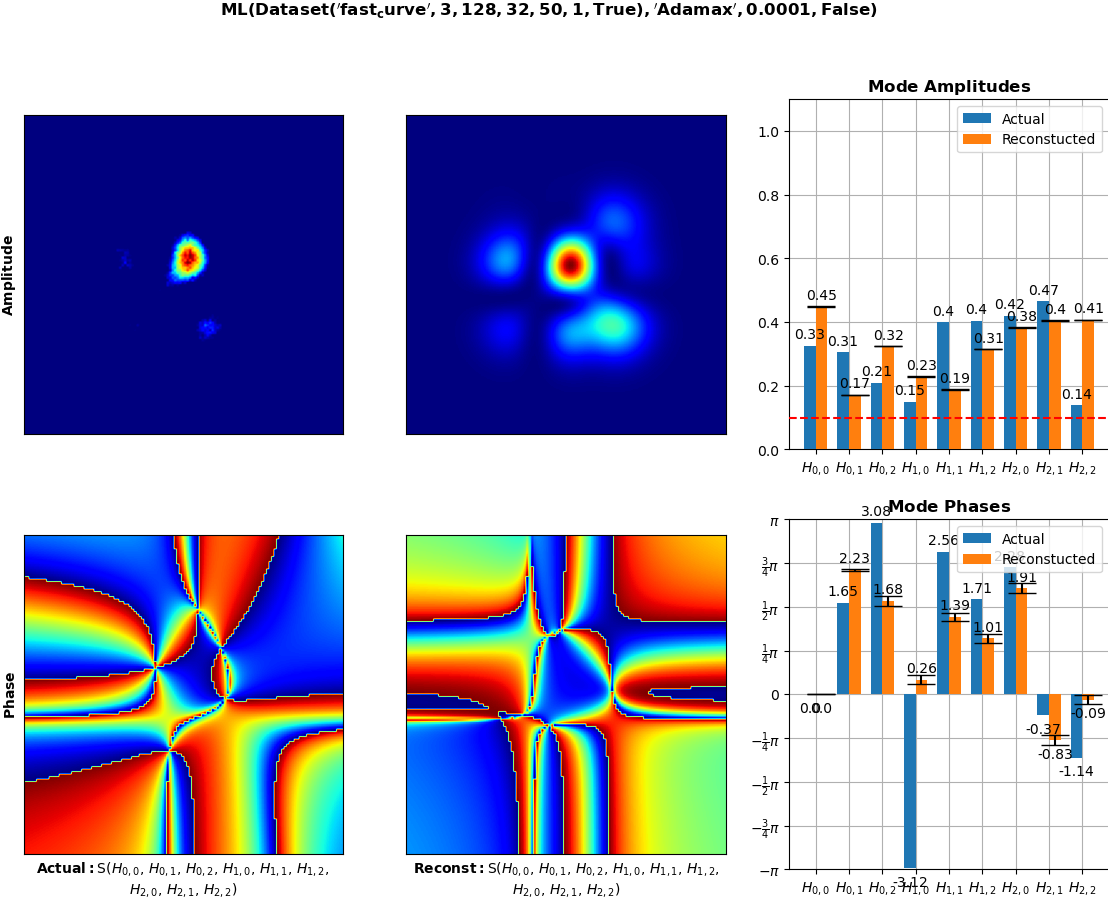 ML(Dataset('fast_curve', 3, 128, 32, 50, 1, True), 'Adamax', 0.0001, False)
Amplitude
Mode Amplitudes
Actual
Reconstucted
1.0
0.8
0.6
0.4
0.2
0.0
0.33 0.45 0.31 0.17 0.21 0.32 0.15 0.23 0.4 0.19 0.4 0.31 0.42 0.38 0.47 0.4 0.14 0.41
H0,0 H0,1 H0,2 H1,0 H1,1 H1,2 H2,0 H2,1 H2,2
Phase
Actual: S(H0,0, H0,1, H0,2, H1,0, H1,1, H1,2,
H2,0, H2,1, H2,2)
Reconst: S(H0,0, H0,1, H0,2, H1,0, H1,1, H1,2,
H2,0, H2,1, H2,2)
Mode Phases
Actual
Reconstucted
π
3/4π
1/2π
1/4π
0
−1/4π
−1/2π
−3/4π
−π
0.0 0.0 1.65 2.23 3.08 1.68 -3.12 0.26 2.56 1.39 1.71 1.01 1.91 -0.37 -0.83 -1.14 -0.09
H0,0 H0,1 H0,2 H1,0 H1,1 H1,2 H2,0 H2,1 H2,2